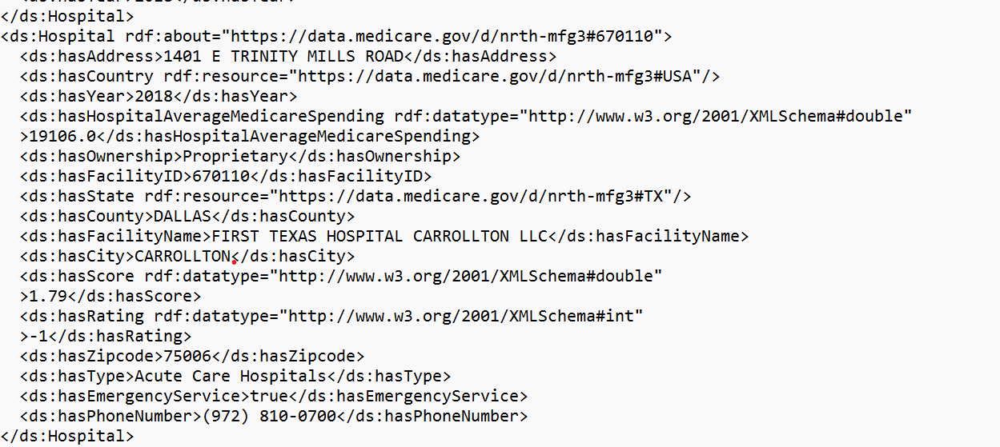 </ds:Hospital>
<ds:Hospital rdf:about="https://data.medicare.gov/d/nrth-mfg3#670110">
<ds:hasAddress>1401 E TRINITY MILLS ROAD</ds:hasAddress>
<ds:hasCountry rdf:resource="https://data.medicare.gov/d/nrth-mfg3#USA"/>
<ds:hasYear>2018</ds:hasYear>
<ds:hasHospitalAverageMedicareSpending rdf:datatype="http://www.w3.org/2001/XMLSchema#double"
>19106.0</ds:hasHospitalAverageMedicareSpending>
<ds:hasOwnership>Proprietary</ds:hasOwnership>
<ds:hasFacilityID>670110</ds:hasFacilityID>
<ds:hasState rdf:resource="https://data.medicare.gov/d/nrth-mfg3#TX"/>
<ds:hasCounty>DALLAS</ds:hasCounty>
<ds:hasFacilityName>FIRST TEXAS HOSPITAL CARROLLTON LLC</ds:hasFacilityName>
<ds:hasCity>CARROLLTON</ds:hasCity>
<ds:hasScore rdf:datatype="http://www.w3.org/2001/XMLSchema#double"
>1.79</ds:hasScore>
<ds:hasRating rdf:datatype="http://www.w3.org/2001/XMLSchema#int"
>-1</ds:hasRating>
<ds:hasZipcode>75006</ds:hasZipcode>
<ds:hasType>Acute Care Hospitals</ds:hasType>
<ds:hasEmergencyService>true</ds:hasEmergencyService>
<ds:hasPhoneNumber>(972) 810-0700</ds:hasPhoneNumber>
</ds:Hospital>